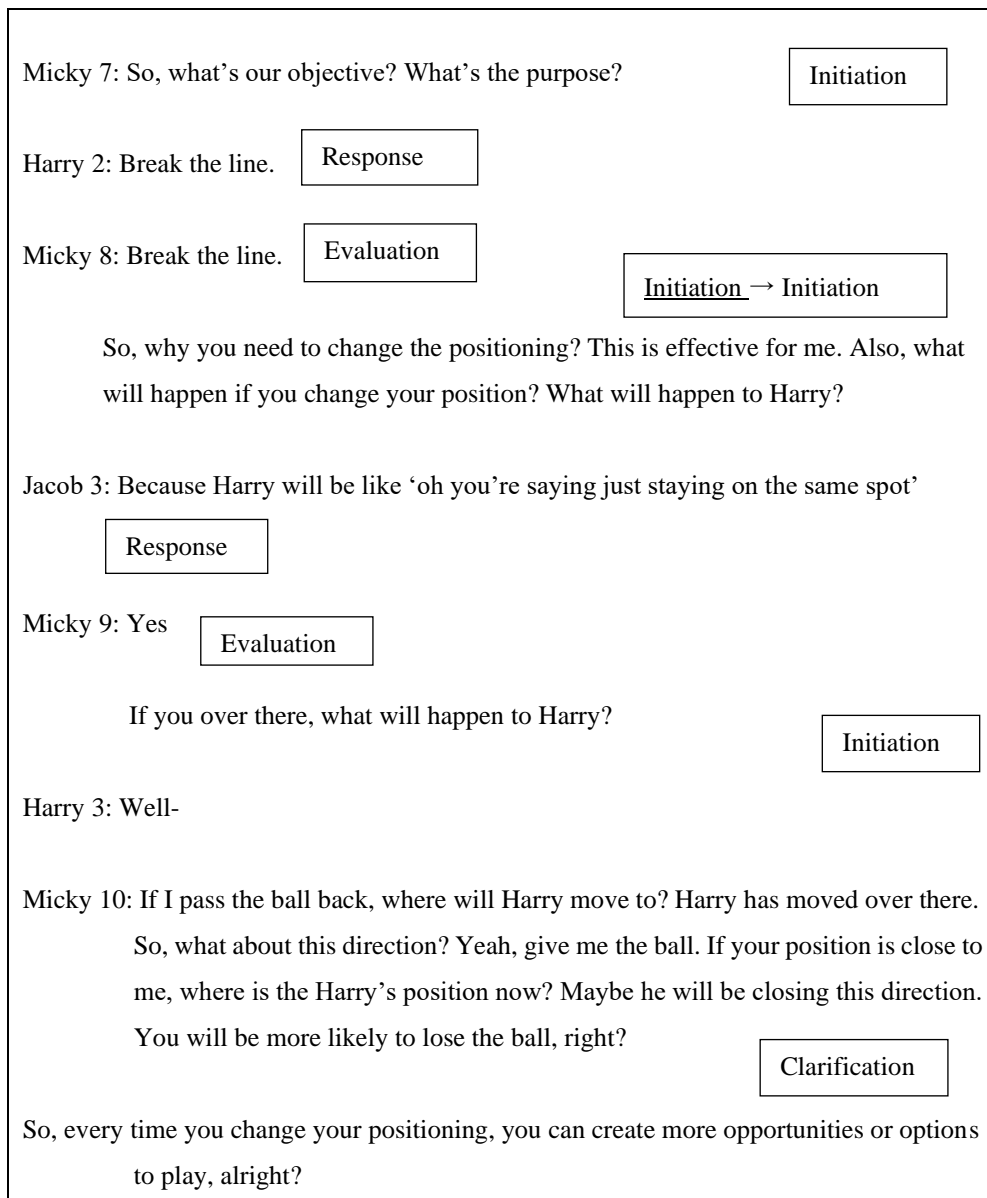 Micky 7: So, what’s our objective? What’s the purpose? Initiation
Harry 2: Break the line. Response
Micky 8: Break the line. Evaluation
Initiation → Initiation
So, why you need to change the positioning? This is effective for me. Also, what
will happen if you change your position? What will happen to Harry?
Jacob 3: Because Harry will be like ‘oh you’re saying just staying on the same spot’
Response
Micky 9: Yes Evaluation
If you over there, what will happen to Harry?
Initiation
Harry 3: Well-
Micky 10: If I pass the ball back, where will Harry move to? Harry has moved over there.
So, what about this direction? Yeah, give me the ball. If your position is close to
me, where is the Harry’s position now? Maybe he will be closing this direction.
You will be more likely to lose the ball, right?
Clarification
So, every time you change your positioning, you can create more opportunities or options
to play, alright?